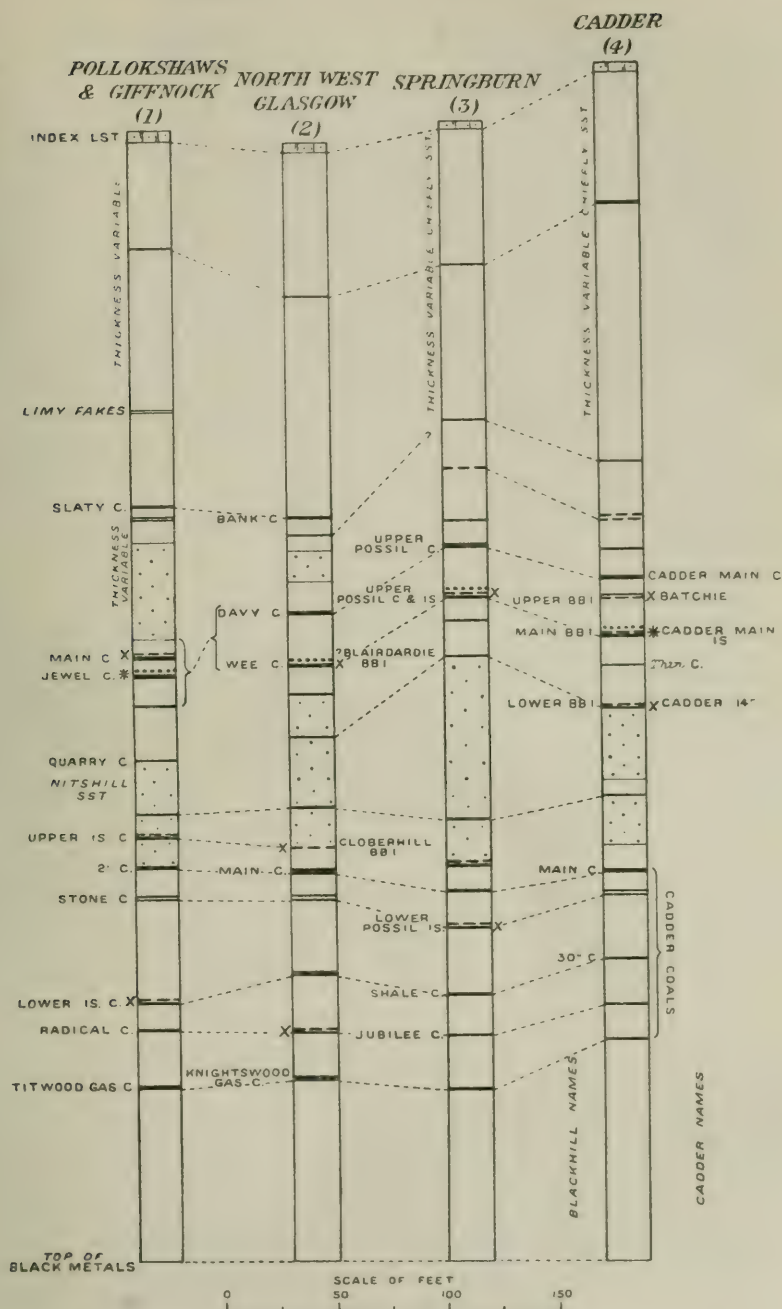 CADDER
(4)
POLLOKSHAWS
& GIFFNOCK
(1)
NORTH WEST
GLASGOW
(2)
SPRINGBURN
(3)
INDEX LST
THICKNESS VARIABLE
THICKNESS VARIABLE CHIEFLY SST
THICKNESS VARIABLE CHIEFLY SST
LIMY FAKES
?
SLATY C.
BANK C
THICKNESS
VARIABLE
UPPER
POSSIL C.
CADDER MAIN C
UPPER
POSSIL C & IS
X
UPPER BBI
X BATCHIE
DAVY C
MAIN BBI
* CADDER MAIN
IS
MAIN C X
JEWEL C. *
WEE C.
? BLAIRDARDIE
X BBI
Thin C.
LOWER BBI
X CADDER 14"
QUARRY C
NITSHILL
SST
UPPER IS C
X
CLOBERHILL
BBI
2' C.
MAIN C.
MAIN C
STONE C
LOWER
POSSIL IS
X
CADDER COALS
30" C
LOWER IS. C. X
SHALE C.
RADICAL C.
X
JUBILEE C.
KNIGHTSWOOD
GAS C.
TITWOOD GAS C
BLACKHILL NAMES
CADDER NAMES
TOP OF
BLACK METALS
SCALE OF FEET
0 50 100 150